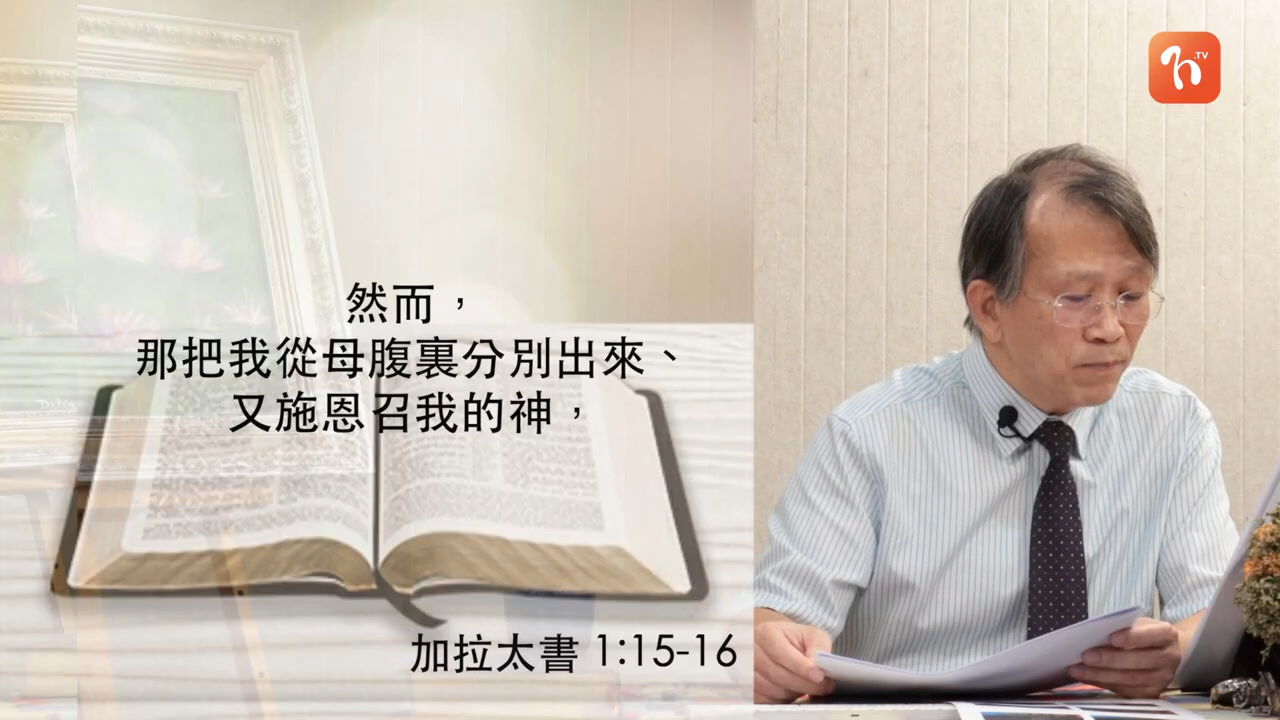 然而，
那把我從母腹裏分別出來、
又施恩召我的神，
加拉太書 1:15-16
h.TV